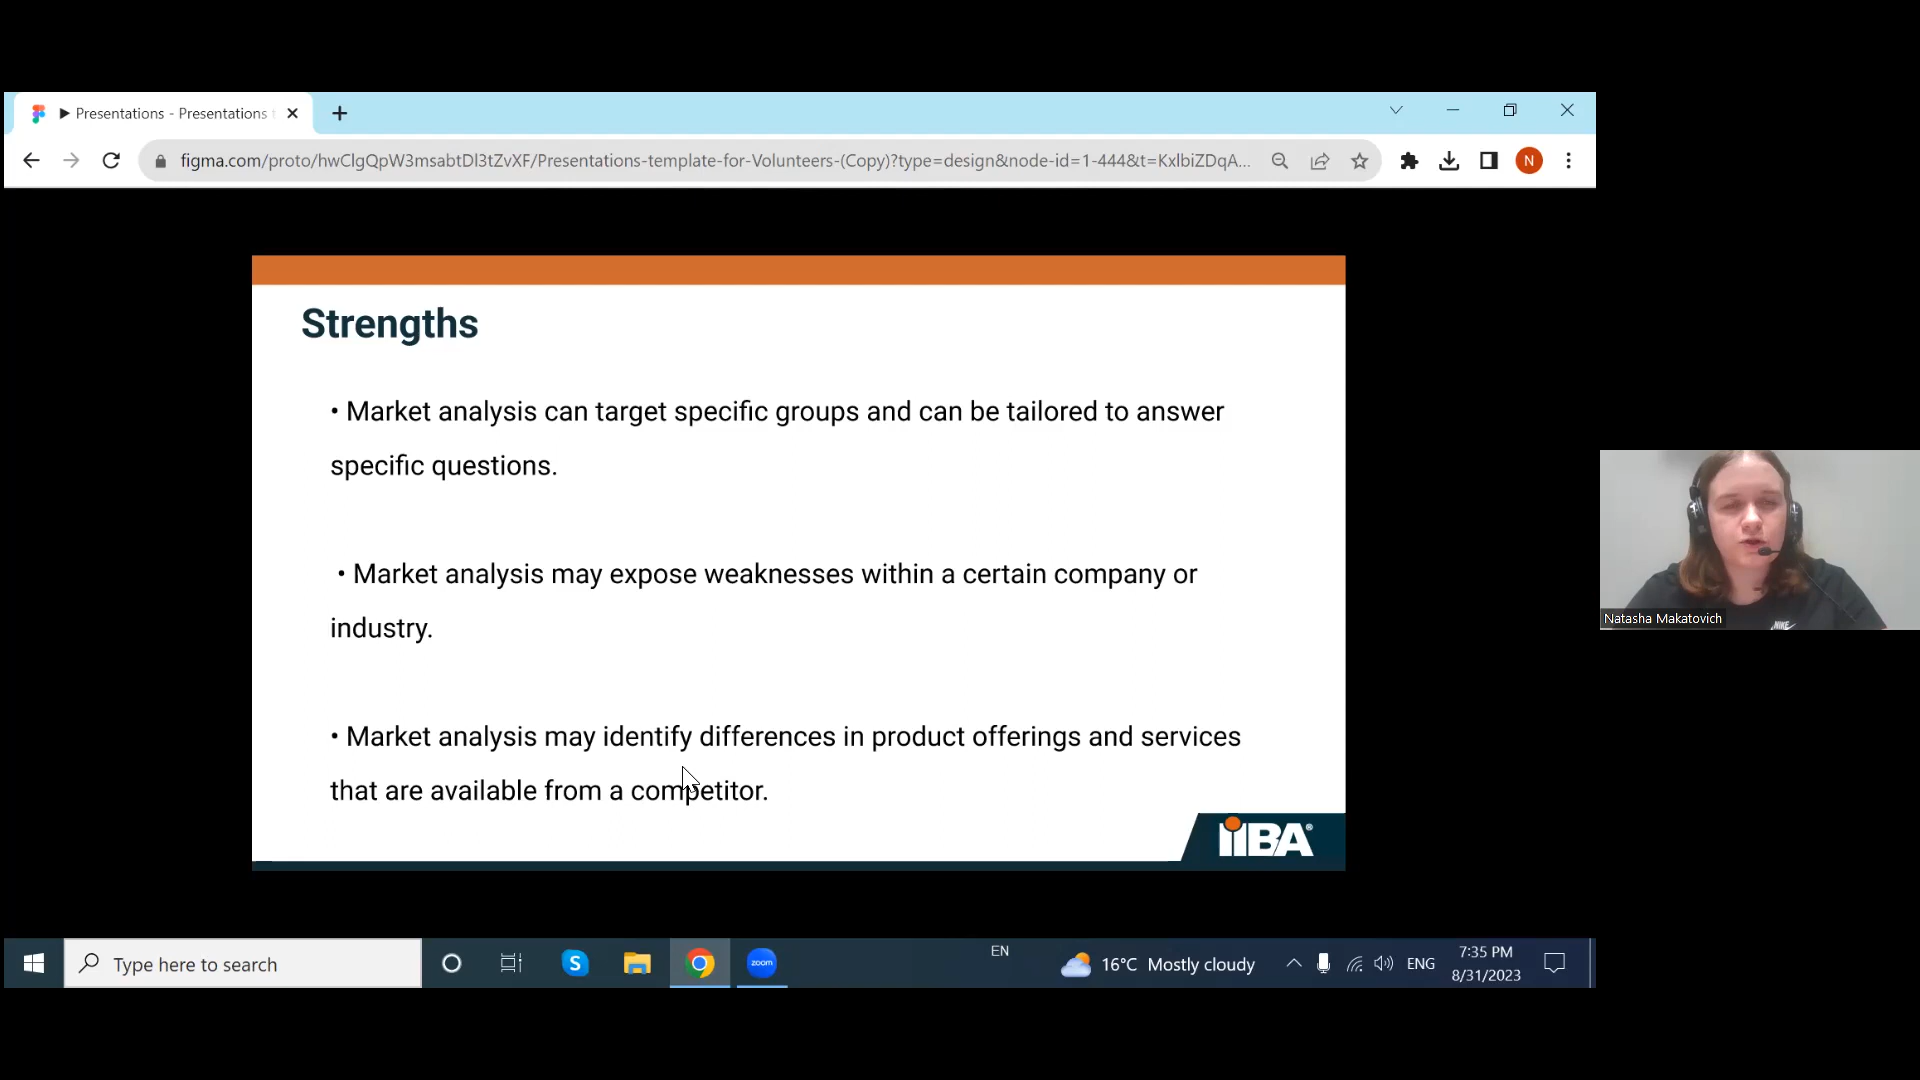 Presentations - Presentations t
figma.com/proto/hwClgQpW3msabtDl3tZvXF/Presentations-template-for-Volunteers-(Copy)?type=design&node-id=1-444&t=KxlbiZDqA...
N
Strengths
• Market analysis can target specific groups and can be tailored to answer
specific questions.
• Market analysis may expose weaknesses within a certain company or
industry.
• Market analysis may identify differences in product offerings and services
that are available from a competitor.
iiBA®
NIKE
Natasha Makatovich
Type here to search
S
zoom
EN
16°C Mostly cloudy
ENG
7:35 PM
8/31/2023